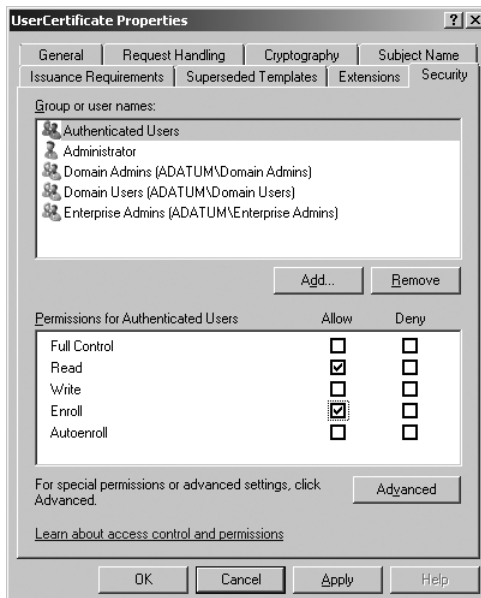 UserCertificate Properties
General Request Handling Cryptography Subject Name
Issuance Requirements Superseded Templates Extensions Security
Group or user names:
Authenticated Users
Administrator
Domain Admins (ADATUM\Domain Admins)
Domain Users (ADATUM\Domain Users)
Enterprise Admins (ADATUM\Enterprise Admins)
Add... Remove
Permissions for Authenticated Users Allow Deny
Full Control
Read
Write
Enroll
Autoenroll
For special permissions or advanced settings, click
Advanced. Advanced
Learn about access control and permissions
OK Cancel Apply Help